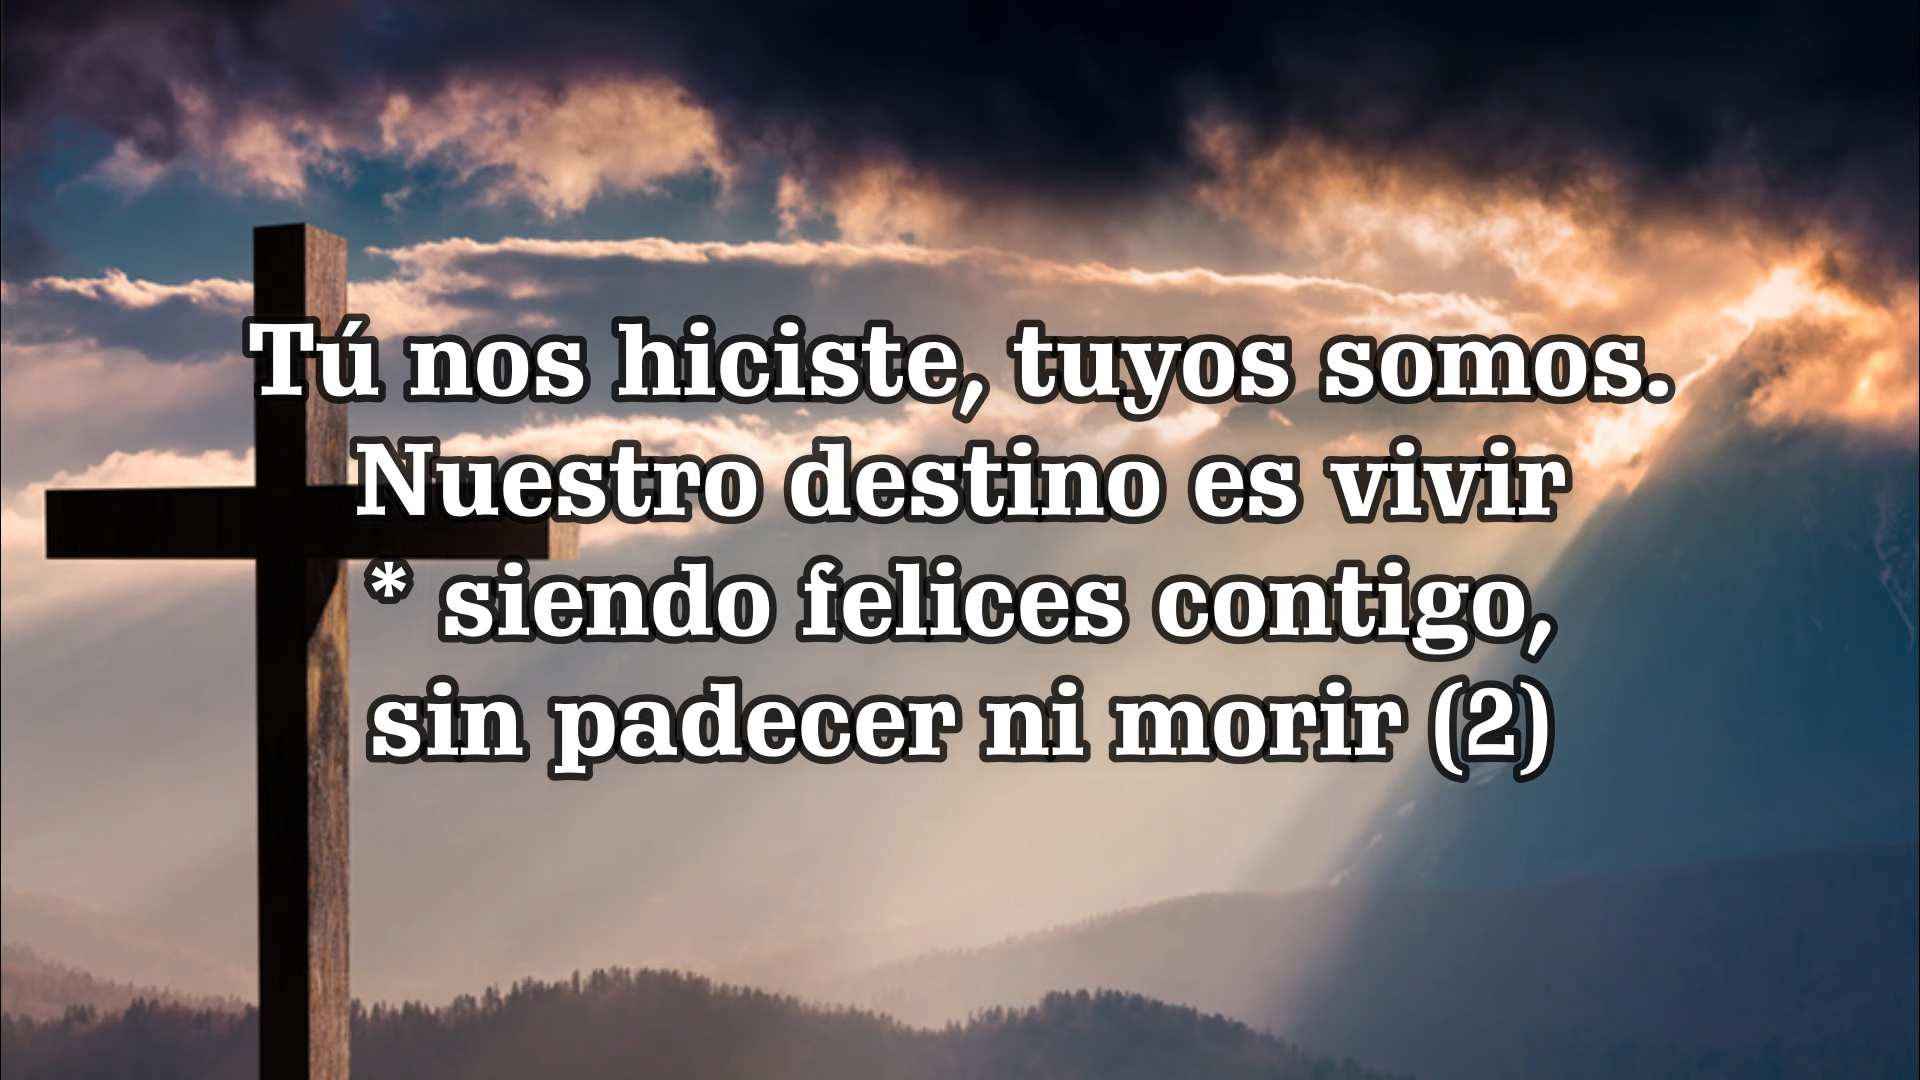 Tú nos hiciste, tuyos somos.
Nuestro destino es vivir
* siendo felices contigo,
sin padecer ni morir (2)